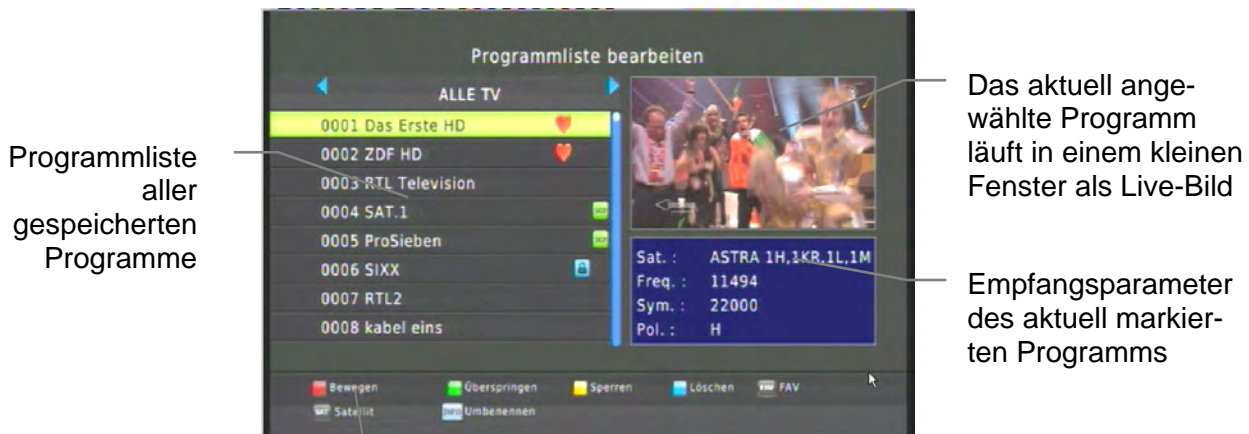 Programmliste bearbeiten
ALLE TV
0001 Das Erste HD
0002 ZDF HD
0003 RTL Television
0004 SAT.1
0005 ProSieben
0006 SIXX
0007 RTL2
0008 kabel eins
Sat. : ASTRA 1H,1KR,1L,1M
Freq. : 11494
Sym. : 22000
Pol. : H
Bewegen
Überspringen
Sperren
Löschen
FAV
SAT Satellit
INFO Umbenennen
Programmliste
aller
gespeicherten
Programme
Das aktuell ange-
wählte Programm
läuft in einem kleinen
Fenster als Live-Bild
Empfangsparameter
des aktuell markier-
ten Programms